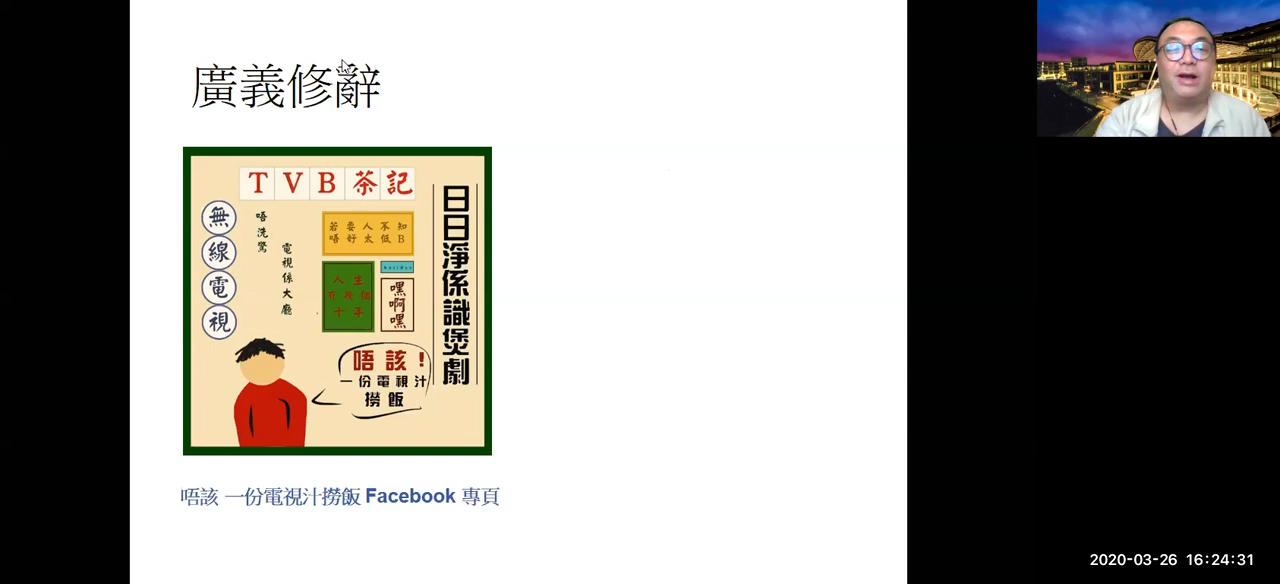 廣義修辭
TVB茶記
無線電視
唔洗驚
電視係大廳
若要人不知
唔好太低B
人生
有幾個
十年
嘿啊嘿
日日淨係識煲劇
唔該!
一份電視汁
撈飯
唔該 一份電視汁撈飯 Facebook 專頁
2020-03-26 16:24:31